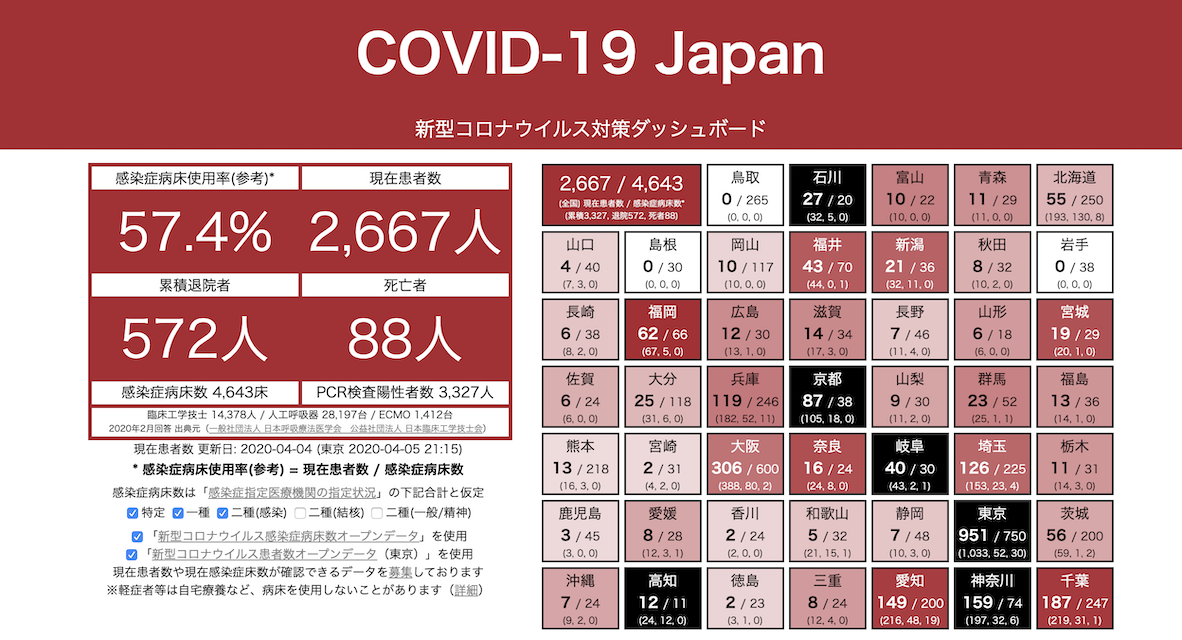 COVID-19 Japan
新型コロナウイルス対策ダッシュボード
感染症病床使用率(参考)* 現在患者数
57.4% 2,667人
累積退院者 死亡者
572人 88人
感染症病床数 4,643床 PCR検査陽性者数 3,327人
臨床工学技士 14,378人 / 人工呼吸器 28,197台 / ECMO 1,412台
2020年2月回答 出典元（一般社団法人 日本呼吸療法医学会　公益社団法人 日本臨床工学技士会）
現在患者数 更新日: 2020-04-04 (東京 2020-04-05 21:15)
* 感染症病床使用率(参考) = 現在患者数 / 感染症病床数
感染症病床数は「感染症指定医療機関の指定状況」の下記合計と仮定
特定 一種 二種(感染) 二種(結核) 二種(一般/精神)
「新型コロナウイルス感染症病床数オープンデータ」を使用
「新型コロナウイルス患者数オープンデータ（東京）」を使用
現在患者数や現在感染症病床数が確認できるデータを募集しております
※軽症者等は自宅療養など、病床を使用しないことがあります（詳細）
2,667 / 4,643
(全国) 現在患者数 / 感染症病床数*
(累積3,327, 退院572, 死者88)
鳥取
0 / 265
(0, 0, 0)
石川
27 / 20
(32, 5, 0)
富山
10 / 22
(10, 0, 0)
青森
11 / 29
(11, 0, 0)
北海道
55 / 250
(193, 130, 8)
山口
4 / 40
(7, 3, 0)
島根
0 / 30
(0, 0, 0)
岡山
10 / 117
(10, 0, 0)
福井
43 / 70
(44, 0, 1)
新潟
21 / 36
(32, 11, 0)
秋田
8 / 32
(10, 2, 0)
岩手
0 / 38
(0, 0, 0)
長崎
6 / 38
(8, 2, 0)
福岡
62 / 66
(67, 5, 0)
広島
12 / 30
(13, 1, 0)
滋賀
14 / 34
(17, 3, 0)
長野
7 / 46
(11, 4, 0)
山形
6 / 18
(6, 0, 0)
宮城
19 / 29
(20, 1, 0)
佐賀
6 / 24
(6, 0, 0)
大分
25 / 118
(31, 6, 0)
兵庫
119 / 246
(182, 52, 11)
京都
87 / 38
(105, 18, 0)
山梨
9 / 30
(11, 2, 0)
群馬
23 / 52
(25, 1, 1)
福島
13 / 36
(14, 1, 0)
熊本
13 / 218
(16, 3, 0)
宮崎
2 / 31
(4, 2, 0)
大阪
306 / 600
(388, 80, 2)
奈良
16 / 24
(24, 8, 0)
岐阜
40 / 30
(43, 2, 1)
埼玉
126 / 225
(153, 23, 4)
栃木
11 / 31
(14, 3, 0)
鹿児島
3 / 45
(3, 0, 0)
愛媛
8 / 28
(12, 3, 1)
香川
2 / 24
(2, 0, 0)
和歌山
5 / 32
(21, 15, 1)
静岡
7 / 48
(10, 3, 0)
東京
951 / 750
(1,033, 52, 30)
茨城
56 / 200
(59, 1, 2)
沖縄
7 / 24
(9, 2, 0)
高知
12 / 11
(24, 12, 0)
徳島
2 / 23
(3, 1, 0)
三重
8 / 24
(12, 4, 0)
愛知
149 / 200
(216, 48, 19)
神奈川
159 / 74
(197, 32, 6)
千葉
187 / 247
(219, 31, 1)